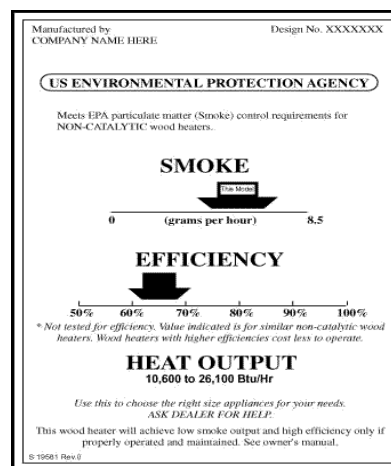 Manufactured by
COMPANY NAME HERE
Design No. XXXXXXX
US ENVIRONMENTAL PROTECTION AGENCY
Meets EPA particulate matter (Smoke) control requirements for
NON-CATALYTIC wood heaters.
SMOKE
This Model
0 (grams per hour) 8.5
EFFICIENCY
50% 60% 70% 80% 90% 100%
* Not tested for efficiency. Value indicated is for similar non-catalytic wood
heaters. Wood heaters with higher efficiencies cost less to operate.
HEAT OUTPUT
10,600 to 26,100 Btu/Hr
Use this to choose the right size appliances for your needs.
ASK DEALER FOR HELP.
This wood heater will achieve low smoke output and high efficiency only if
properly operated and maintained. See owner's manual.